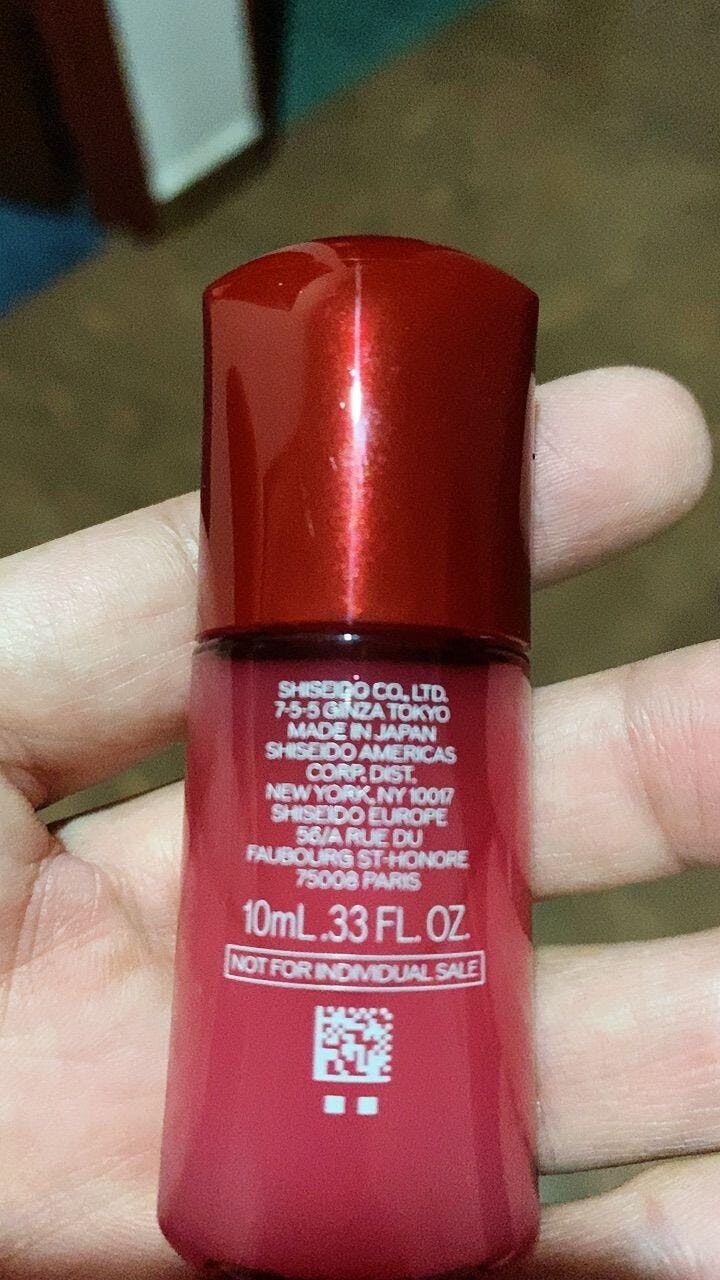 SHISEIDO CO., LTD.
7-5-5 GINZA TOKYO
MADE IN JAPAN
SHISEIDO AMERICAS
CORP. DIST.
NEW YORK, NY 10017
SHISEIDO EUROPE
56/A RUE DU
FAUBOURG ST-HONORE
75008 PARIS
10mL .33 FL. OZ.
NOT FOR INDIVIDUAL SALE